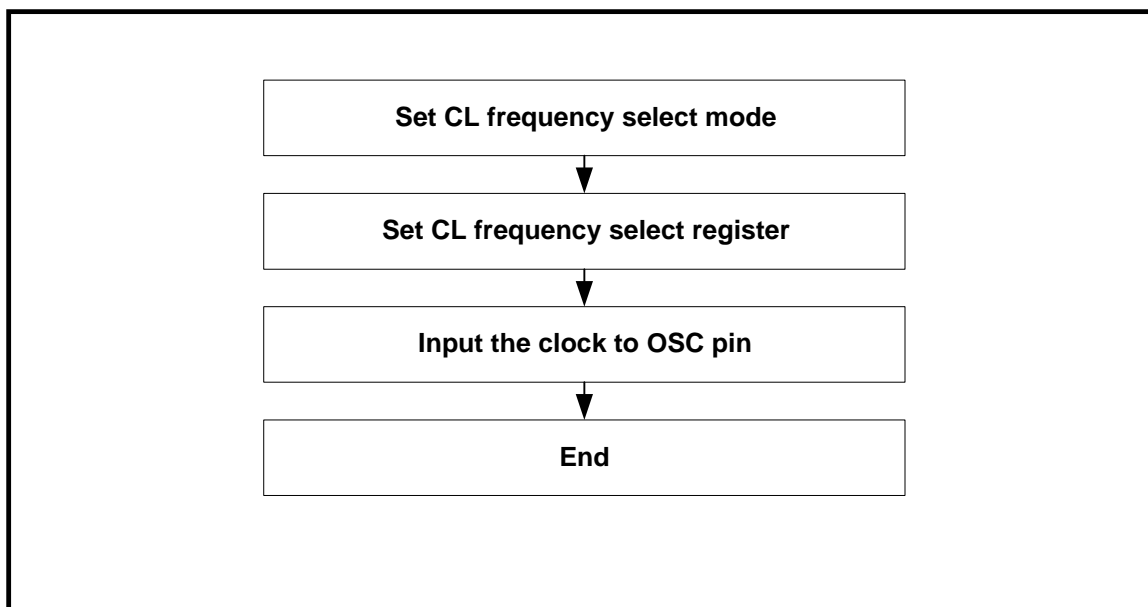 Set CL frequency select mode
Set CL frequency select register
Input the clock to OSC pin
End